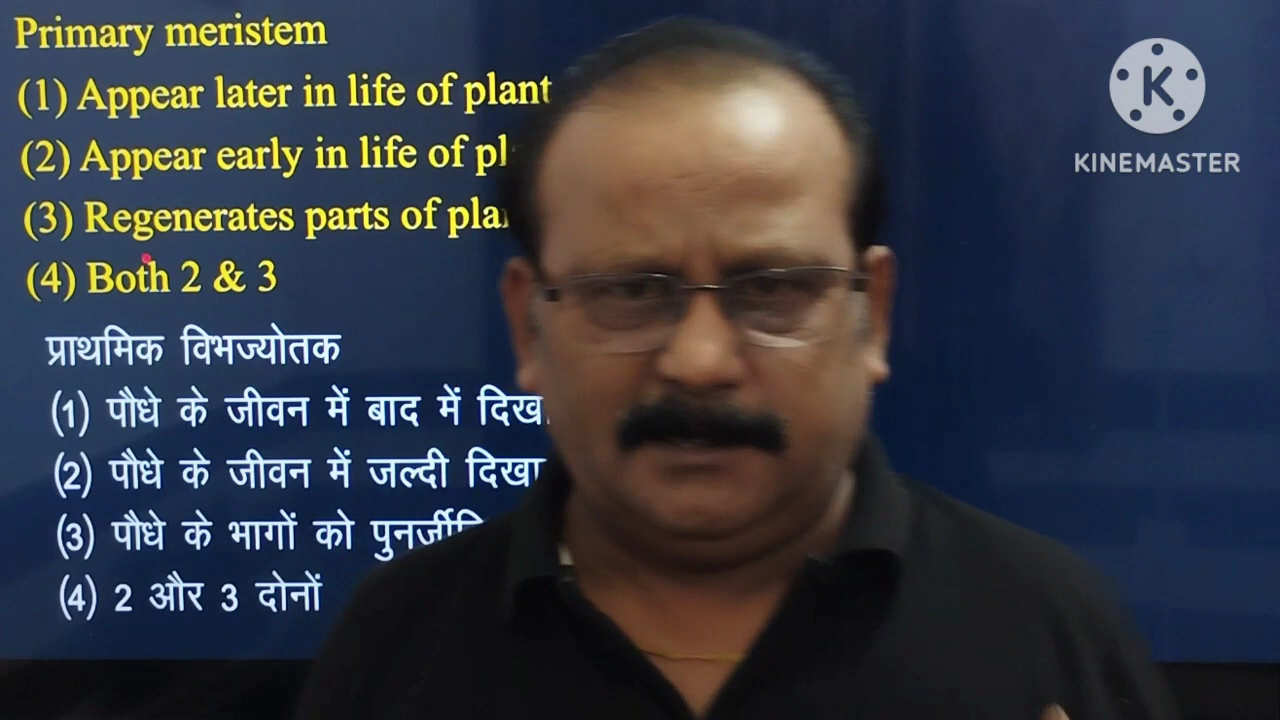 Primary meristem
(1) Appear later in life of plant
(2) Appear early in life of
(3) Regenerates parts of
(4) Both 2 & 3
प्राथमिक विभज्योतक
(1) पौधे के जीवन में बाद में
(2) पौधे के जीवन में जल्दी
(3) पौधे के भागों को
(4) 2 और 3 दोनों
K
KINEMASTER